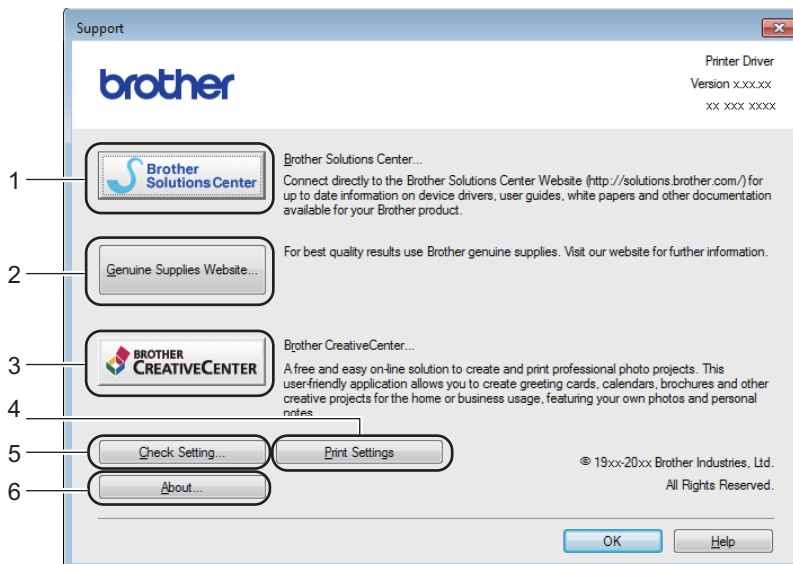 Support
brother
Printer Driver
Version x.xx.xx
xx xxx xxxx
1
Brother
Solutions Center
Brother Solutions Center...
Connect directly to the Brother Solutions Center Website (http://solutions.brother.com/) for
up to date information on device drivers, user guides, white papers and other documentation
available for your Brother product.
2
Genuine Supplies Website...
For best quality results use Brother genuine supplies. Visit our website for further information.
3
BROTHER
CREATIVECENTER
Brother CreativeCenter...
A free and easy on-line solution to create and print professional photo projects. This
user-friendly application allows you to create greeting cards, calendars, brochures and other
creative projects for the home or business usage, featuring your own photos and personal
notes.
4
5
Check Setting...
Print Settings
6
About...
© 19xx-20xx Brother Industries, Ltd.
All Rights Reserved.
OK
Help